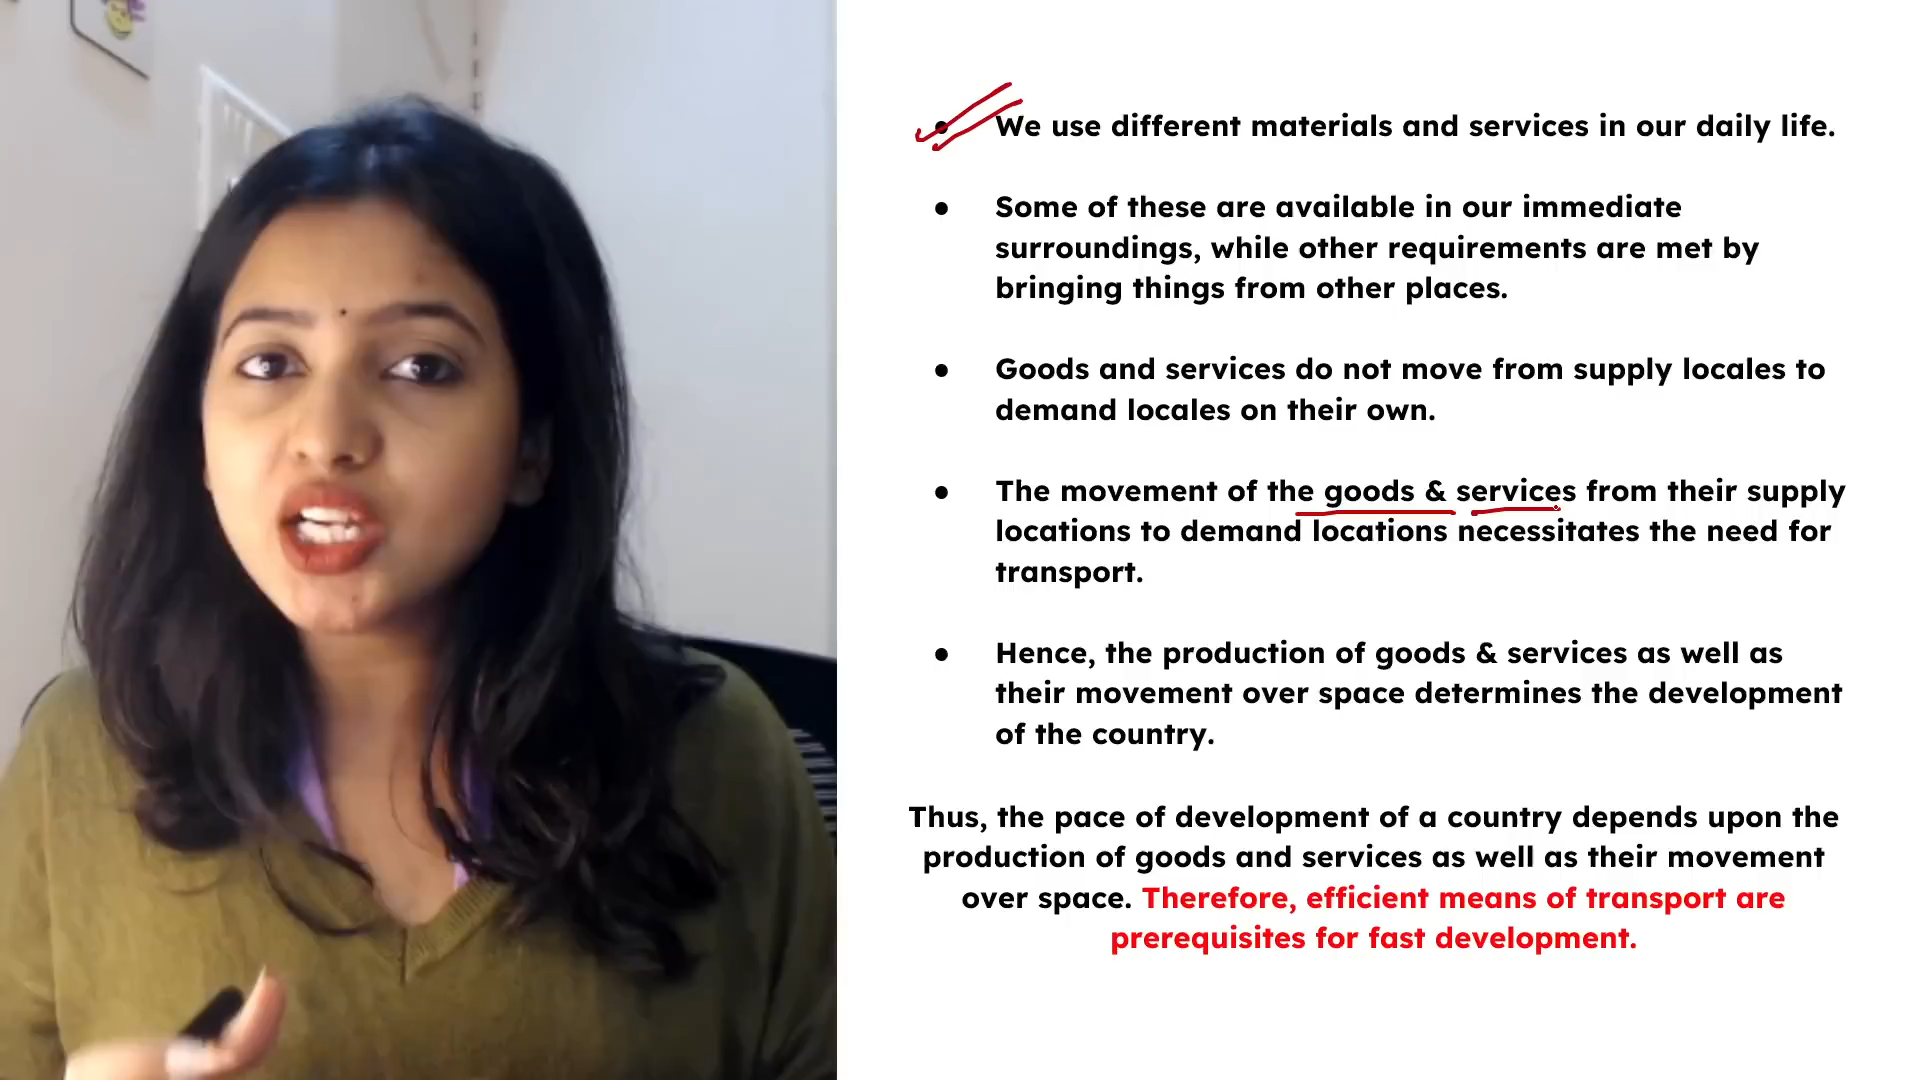 ● We use different materials and services in our daily life.
● Some of these are available in our immediate
surroundings, while other requirements are met by
bringing things from other places.
● Goods and services do not move from supply locales to
demand locales on their own.
● The movement of the goods & services from their supply
locations to demand locations necessitates the need for
transport.
● Hence, the production of goods & services as well as
their movement over space determines the development
of the country.
Thus, the pace of development of a country depends upon the
production of goods and services as well as their movement
over space. Therefore, efficient means of transport are
prerequisites for fast development.